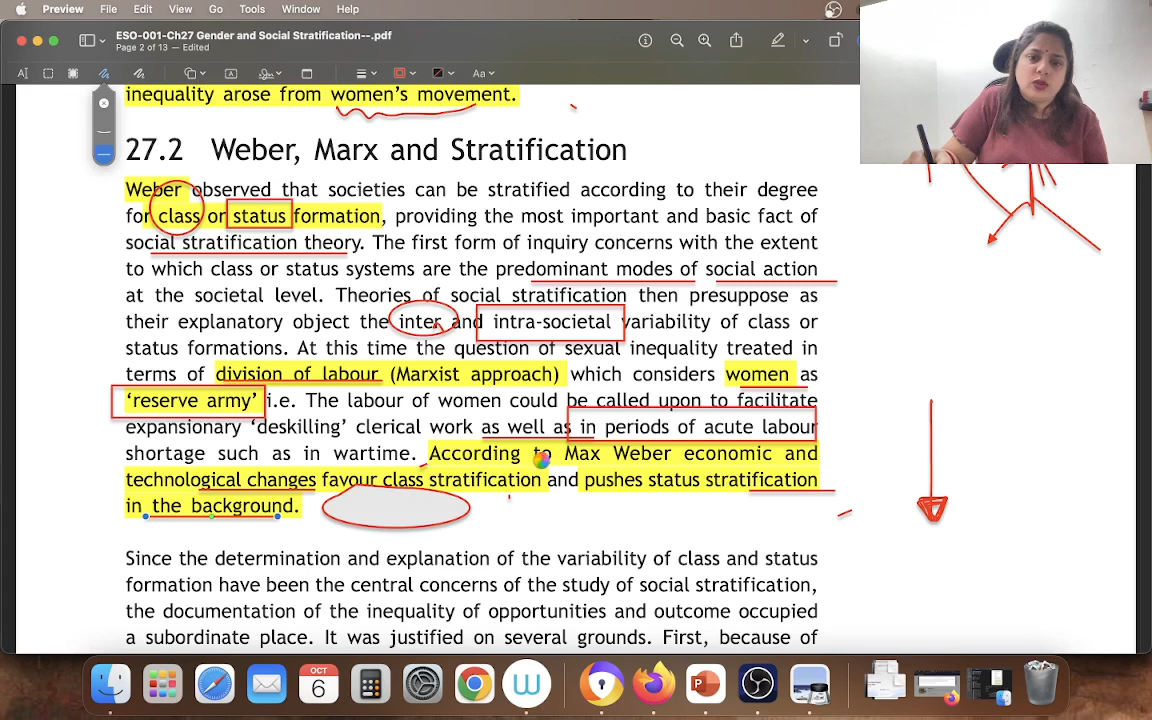 Preview File Edit View Go Tools Window Help
ESO-001-Ch27 Gender and Social Stratification--.pdf
Page 2 of 13 — Edited
Aa
inequality arose from women's movement.
27.2 Weber, Marx and Stratification
Weber observed that societies can be stratified according to their degree
for class or status formation, providing the most important and basic fact of
social stratification theory. The first form of inquiry concerns with the extent
to which class or status systems are the predominant modes of social action
at the societal level. Theories of social stratification then presuppose as
their explanatory object the inter and intra-societal variability of class or
status formations. At this time the question of sexual inequality treated in
terms of division of labour (Marxist approach) which considers women as
'reserve army' i.e. The labour of women could be called upon to facilitate
expansionary 'deskilling' clerical work as well as in periods of acute labour
shortage such as in wartime. According to Max Weber economic and
technological changes favour class stratification and pushes status stratification
in the background.
Since the determination and explanation of the variability of class and status
formation have been the central concerns of the study of social stratification,
the documentation of the inequality of opportunities and outcome occupied
a subordinate place. It was justified on several grounds. First, because of
OCT
6
W
P